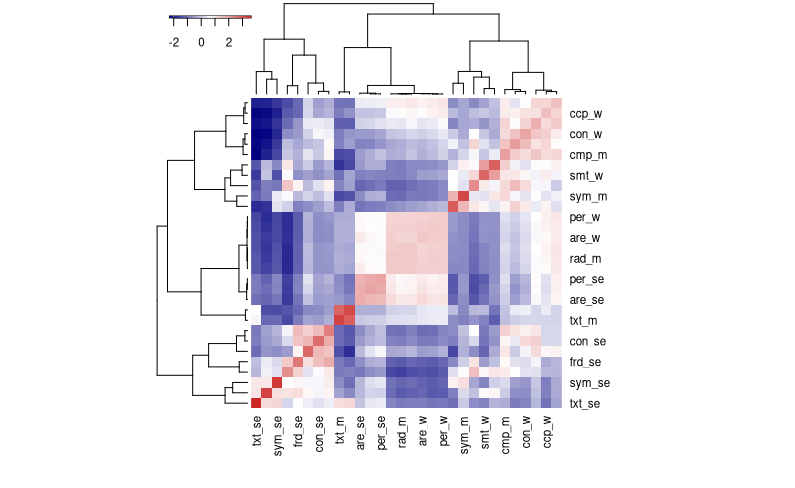 -2 0 2
ccp_w
con_w
cmp_m
smt_w
sym_m
per_w
are_w
rad_m
per_se
are_se
txt_m
con_se
frd_se
sym_se
txt_se
txt_se sym_se frd_se con_se txt_m are_se per_se rad_m are_w per_w sym_m smt_w cmp_m con_w ccp_w